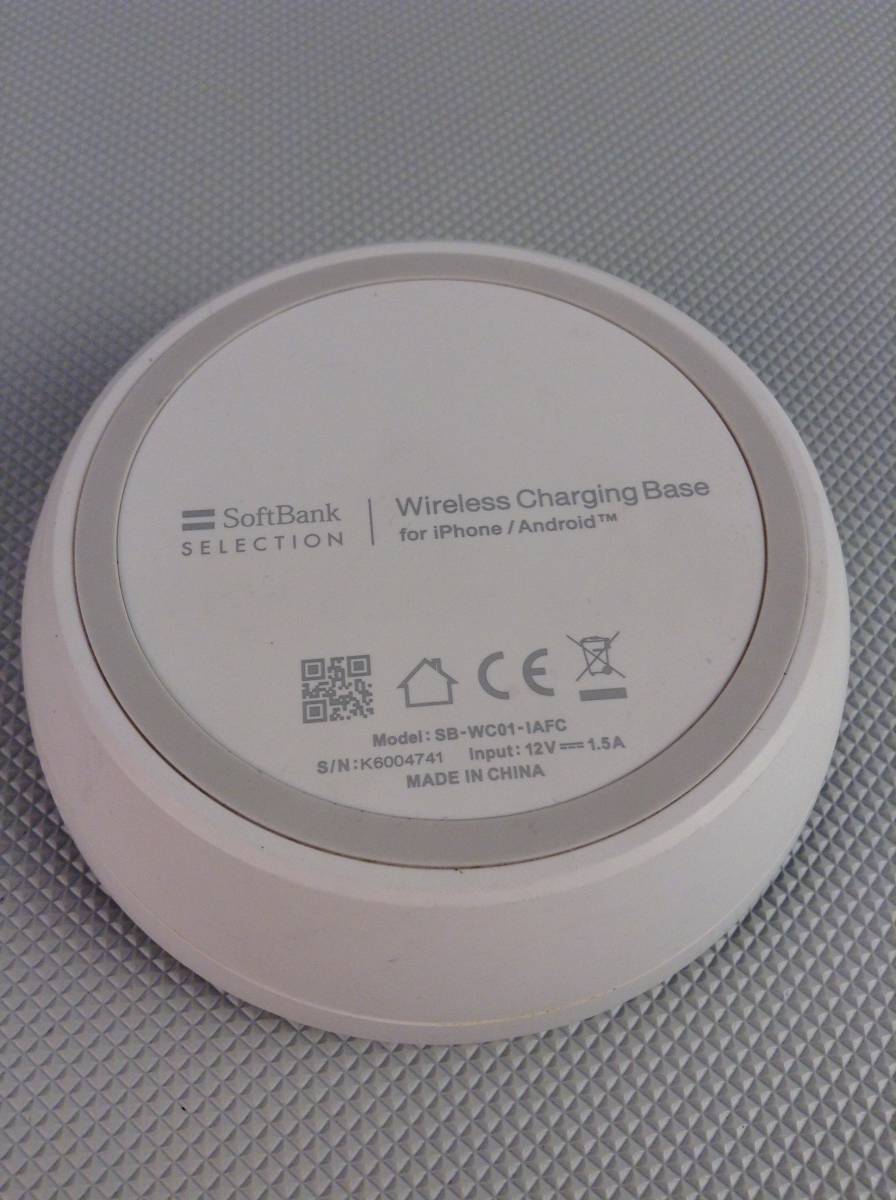 SoftBank
SELECTION
Wireless Charging Base
for iPhone / Android™
CE
Model: SB-WC01-IAFC
S/N:K6004741 Input: 12V⎓1.5A
MADE IN CHINA